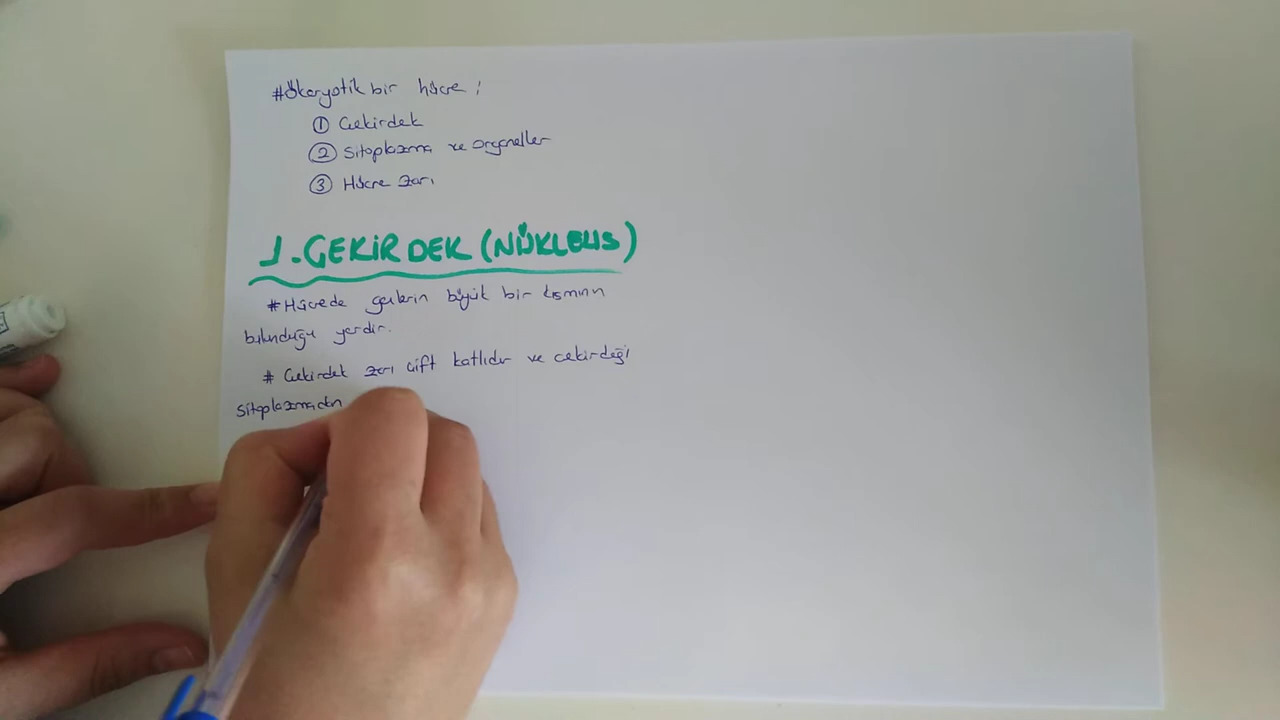 #Ökaryotik bir hücre;
① Çekirdek
② Sitoplazma ve organeller
③ Hücre zarı
1.ÇEKİRDEK (NÜKLEUS)
#Hücrede genlerin büyük bir kısmının
bulunduğu yerdir.
# Çekirdek zarı çift katlıdır ve çekirdeği
sitoplazmadan